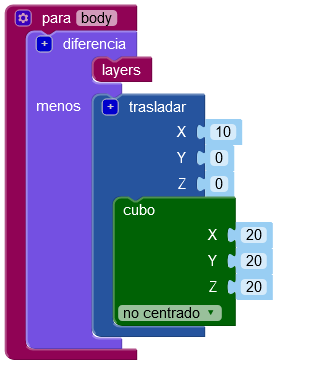 para body
diferencia
layers
menos trasladar
X 10
Y 0
Z 0
cubo
X 20
Y 20
Z 20
no centrado